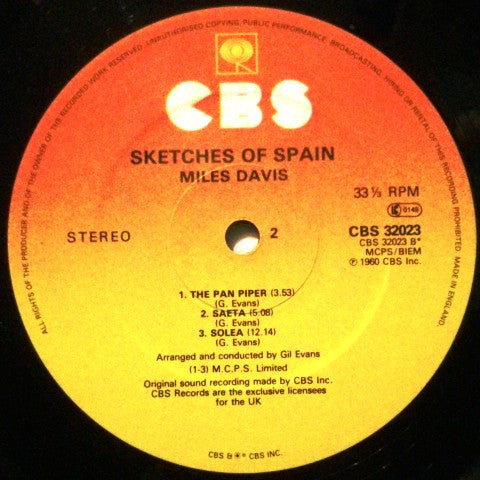 ALL RIGHTS OF THE PRODUCER AND OF THE OWNER OF THE RECORDED WORK RESERVED. UNAUTHORISED COPYING, PUBLIC PERFORMANCE, BROADCASTING, HIRING OR RENTAL OF THIS RECORDING PROHIBITED. MADE IN ENGLAND.
CBS
SKETCHES OF SPAIN
MILES DAVIS
33⅓ RPM
K 0149
STEREO
2
CBS 32023
CBS 32023 B*
MCPS/BIEM
℗ 1960 CBS Inc.
1. THE PAN PIPER (3.53)
(G. Evans)
2. SAETA (5:08)
(G. Evans)
3. SOLEA (12.14)
(G. Evans)
Arranged and conducted by Gil Evans
(1-3) M.C.P.S. Limited
Original sound recording made by CBS Inc.
CBS Records are the exclusive licensees
for the UK
CBS & ◉* CBS INC.